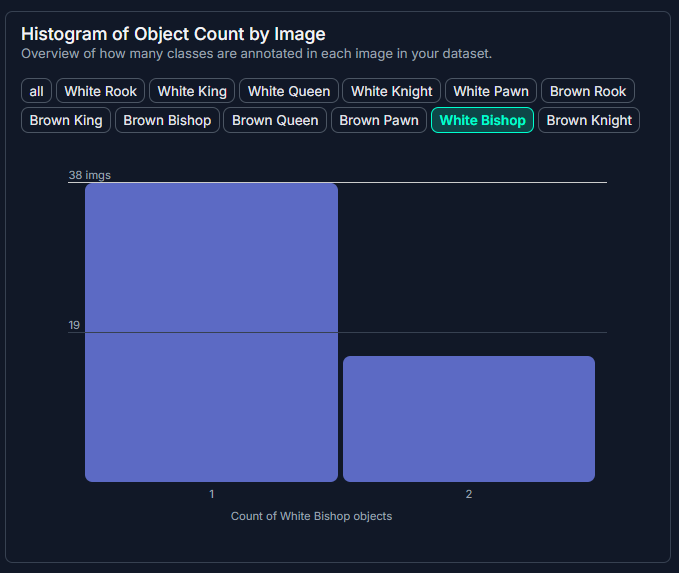 Histogram of Object Count by Image
Overview of how many classes are annotated in each image in your dataset.
all White Rook White King White Queen White Knight White Pawn Brown Rook
Brown King Brown Bishop Brown Queen Brown Pawn White Bishop Brown Knight
38 imgs
19
1 2
Count of White Bishop objects